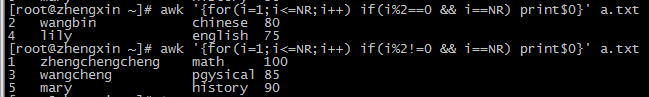 [root@zhengxin ~]# awk '{for(i=1;i<=NR;i++) if(i%2==0 && i==NR) print$0}' a.txt
2 wangbin chinese 80
4 lily english 75
[root@zhengxin ~]# awk '{for(i=1;i<=NR;i++) if(i%2!=0 && i==NR) print$0}' a.txt
1 zhengchengcheng math 100
3 wangcheng pgysical 85
5 mary history 90